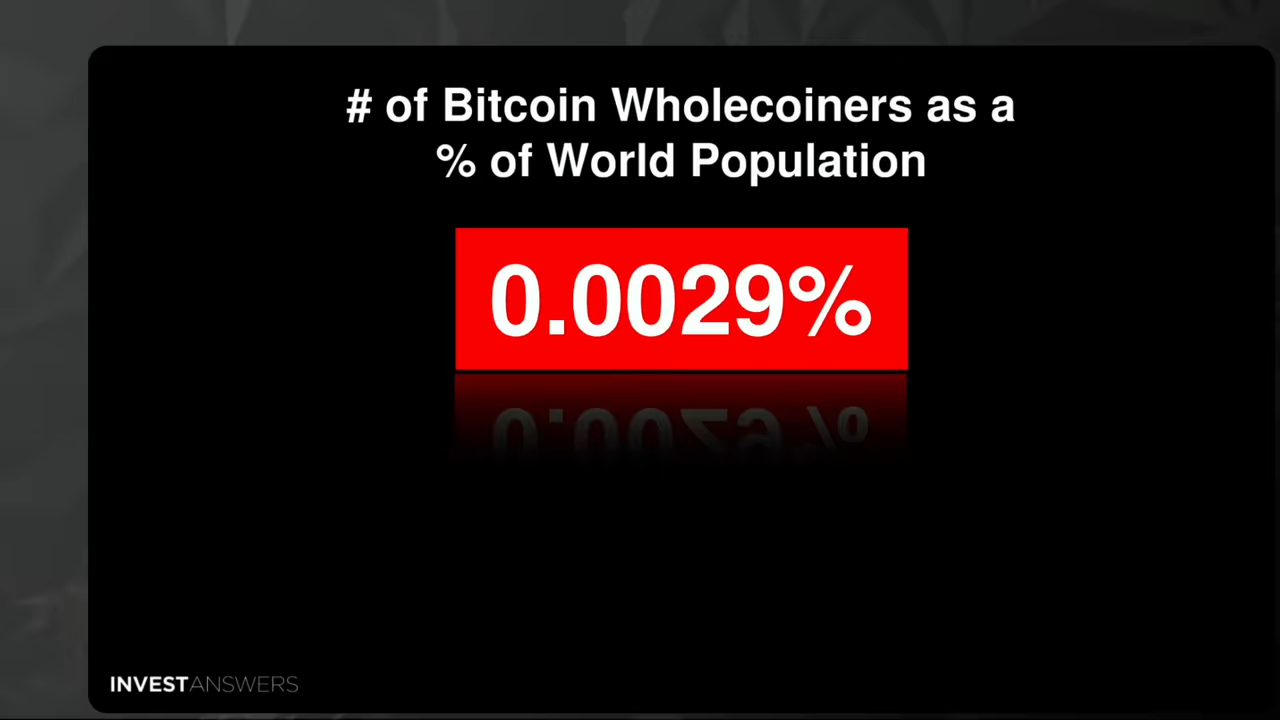 # of Bitcoin Wholecoiners as a
% of World Population
0.0029%
INVESTANSWERS